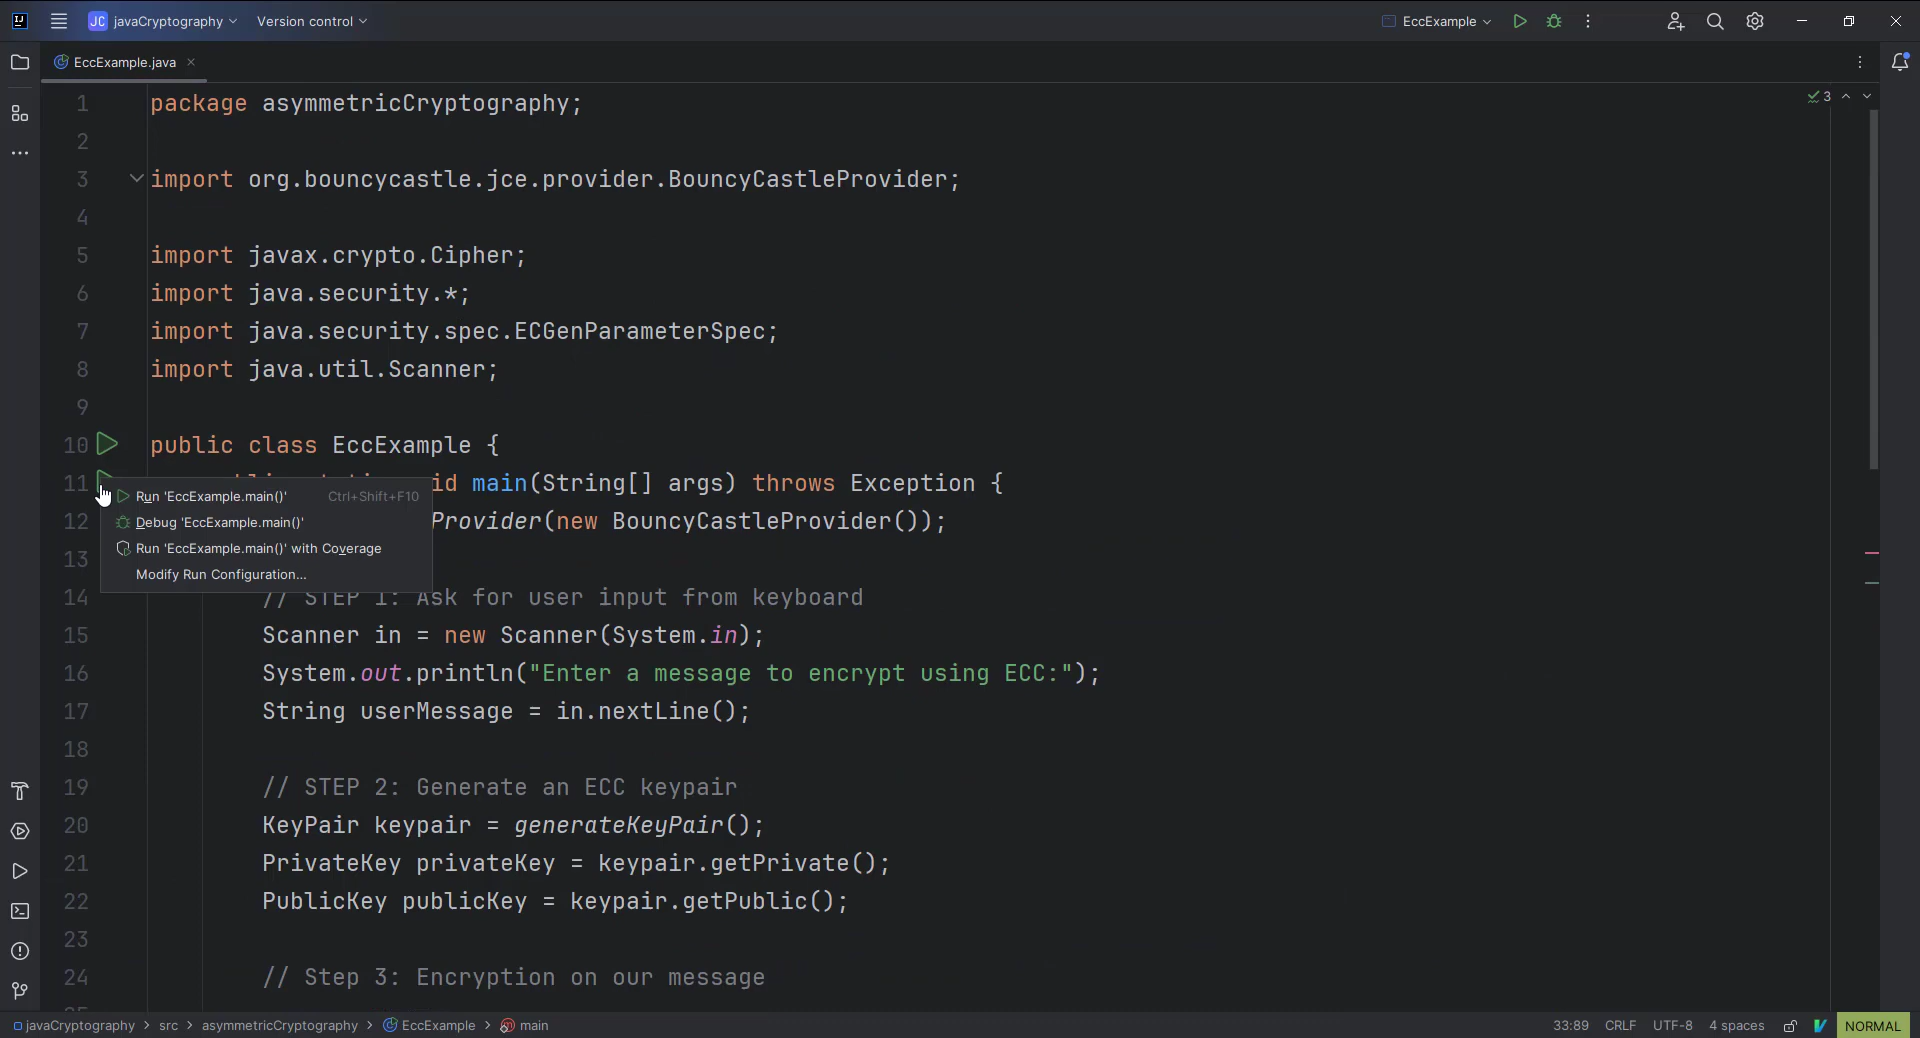 JC javaCryptography Version control EccExample
EccExample.java
3
1 package asymmetricCryptography;
2
3 import org.bouncycastle.jce.provider.BouncyCastleProvider;
4
5 import javax.crypto.Cipher;
6 import java.security.*;
7 import java.security.spec.ECGenParameterSpec;
8 import java.util.Scanner;
9
10 public class EccExample {
11 main(String[] args) throws Exception {
Run 'EccExample.main()' Ctrl+Shift+F10
12 Provider(new BouncyCastleProvider());
Debug 'EccExample.main()'
13
Run 'EccExample.main()' with Coverage
Modify Run Configuration...
14 // STEP 1: Ask for user input from keyboard
15 Scanner in = new Scanner(System.in);
16 System.out.println("Enter a message to encrypt using ECC:");
17 String userMessage = in.nextLine();
18
19 // STEP 2: Generate an ECC keypair
20 KeyPair keypair = generateKeyPair();
21 PrivateKey privateKey = keypair.getPrivate();
22 PublicKey publicKey = keypair.getPublic();
23
24 // Step 3: Encryption on our message
javaCryptography > src > asymmetricCryptography > EccExample > main 33:89 CRLF UTF-8 4 spaces NORMAL